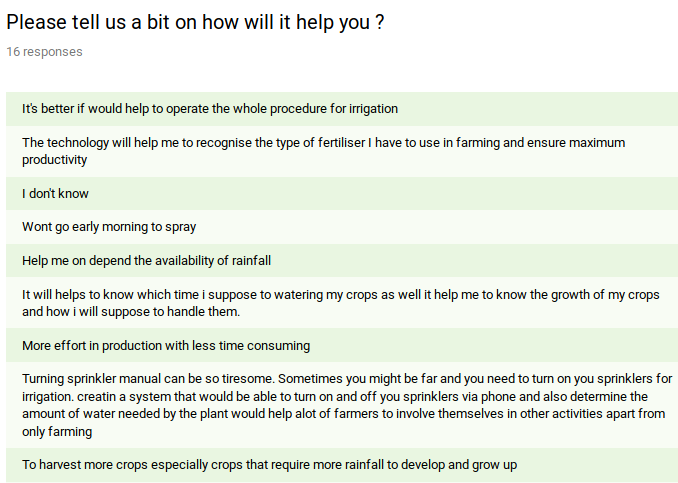 Please tell us a bit on how will it help you ?
16 responses
It's better if would help to operate the whole procedure for irrigation
The technology will help me to recognise the type of fertiliser I have to use in farming and ensure maximum
productivity
I don't know
Wont go early morning to spray
Help me on depend the availability of rainfall
It will helps to know which time i suppose to watering my crops as well it help me to know the growth of my crops
and how i will suppose to handle them.
More effort in production with less time consuming
Turning sprinkler manual can be so tiresome. Sometimes you might be far and you need to turn on you sprinklers for
irrigation. creatin a system that would be able to turn on and off you sprinklers via phone and also determine the
amount of water needed by the plant would help alot of farmers to involve themselves in other activities apart from
only farming
To harvest more crops especially crops that require more rainfall to develop and grow up